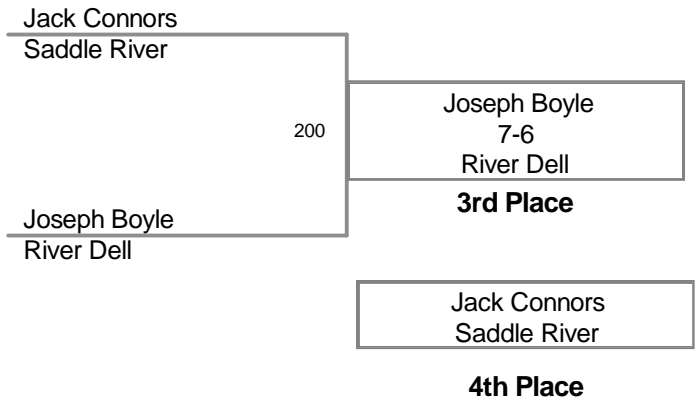 Jack Connors
Saddle River
200
Joseph Boyle
7-6
River Dell
3rd Place
Joseph Boyle
River Dell
Jack Connors
Saddle River
4th Place